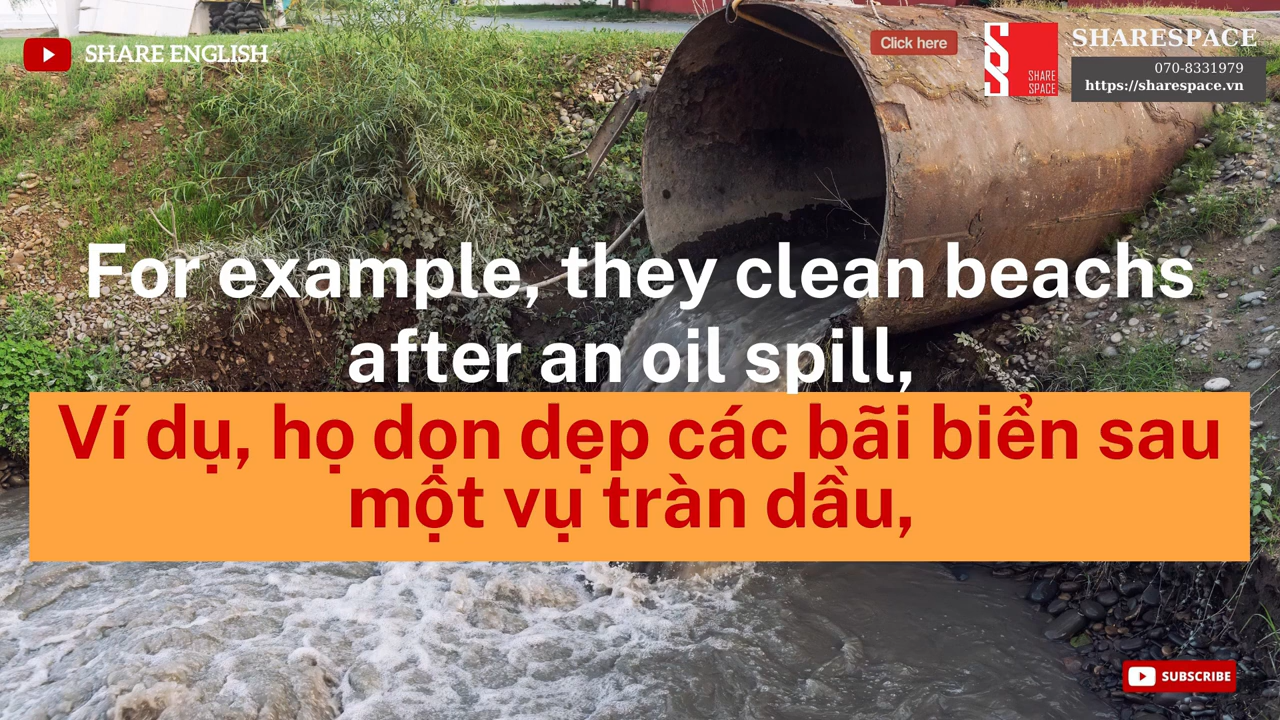 SHARE ENGLISH
Click here
SHARE
SPACE
SHARESPACE
070-8331979
https://sharespace.vn
For example, they clean beachs
after an oil spill,
Ví dụ, họ dọn dẹp các bãi biển sau
một vụ tràn dầu,
SUBSCRIBE